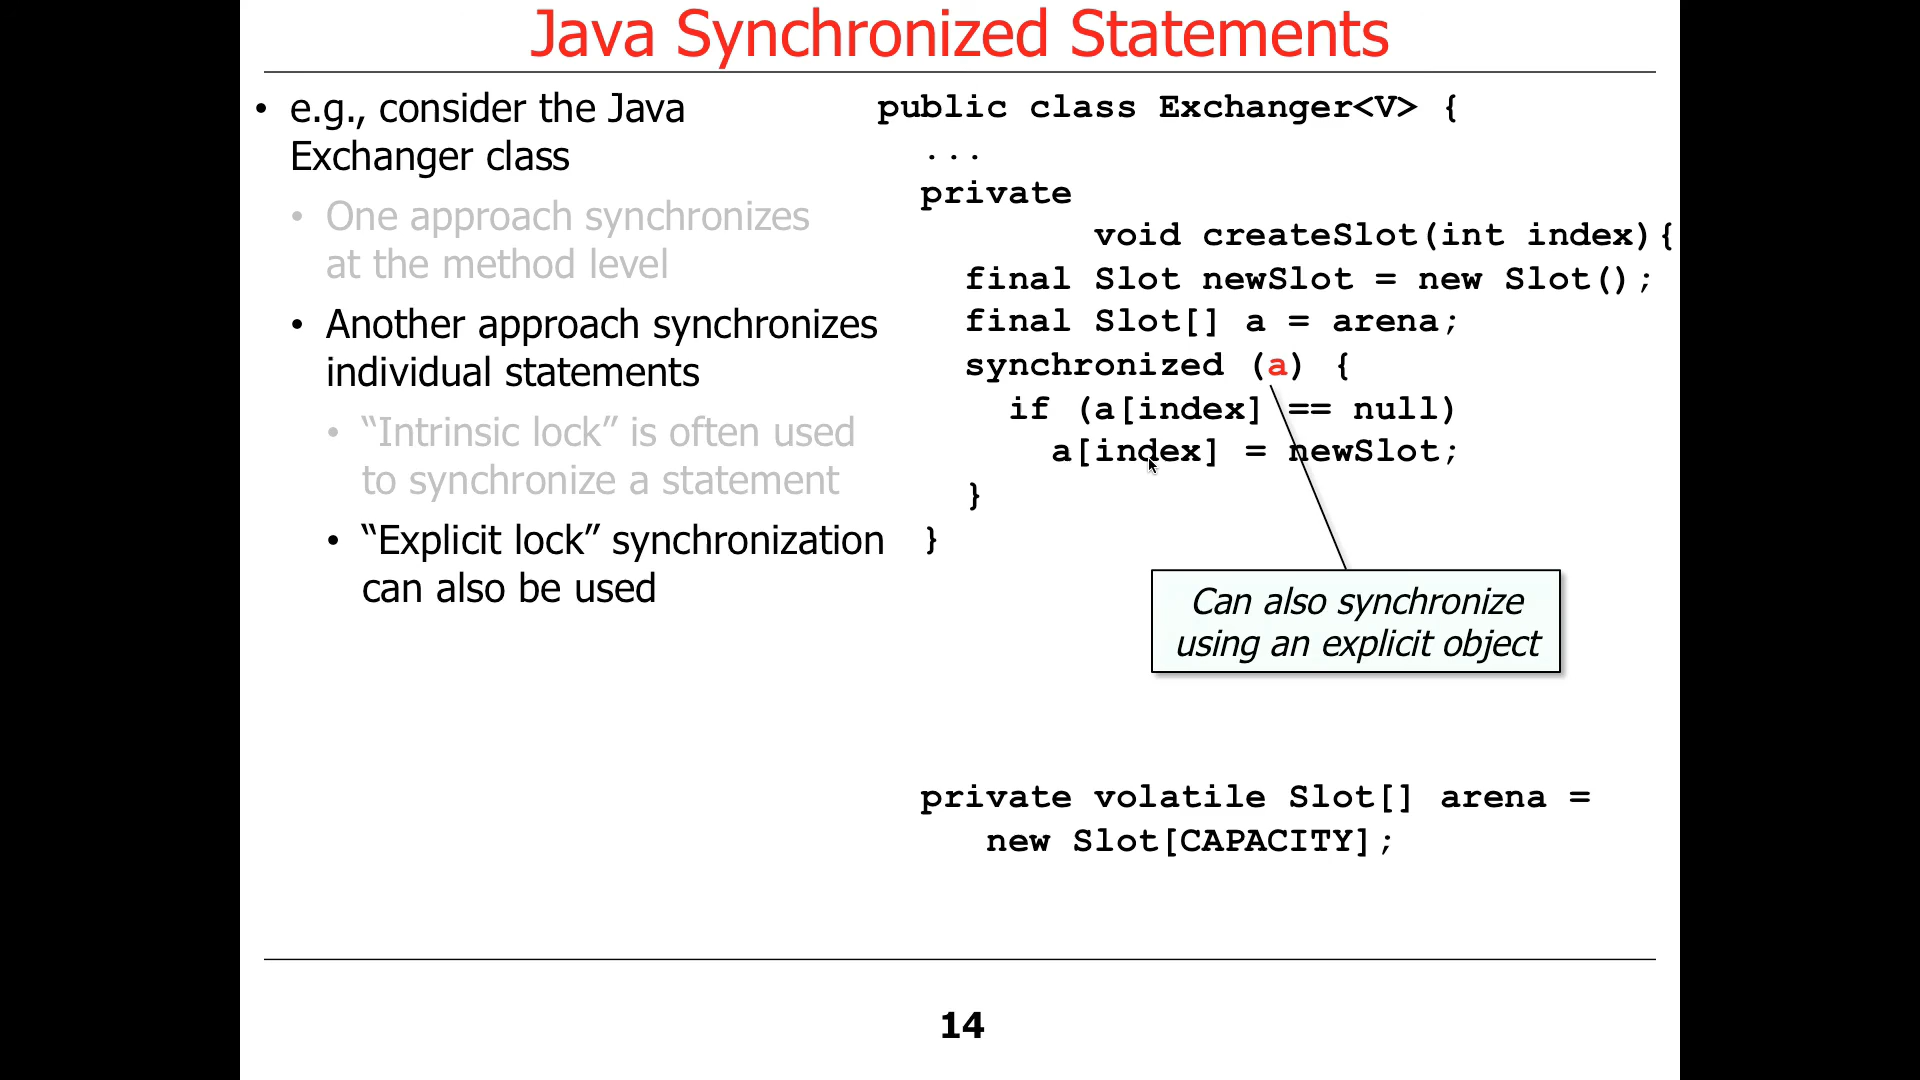 Java Synchronized Statements
• e.g., consider the Java
Exchanger class
• One approach synchronizes
at the method level
• Another approach synchronizes
individual statements
• “Intrinsic lock” is often used
to synchronize a statement
• “Explicit lock” synchronization
can also be used
public class Exchanger<V> {
...
private
void createSlot(int index){
final Slot newSlot = new Slot();
final Slot[] a = arena;
synchronized (a) {
if (a[index] == null)
a[index] = newSlot;
}
}
Can also synchronize
using an explicit object
private volatile Slot[] arena =
new Slot[CAPACITY];
14